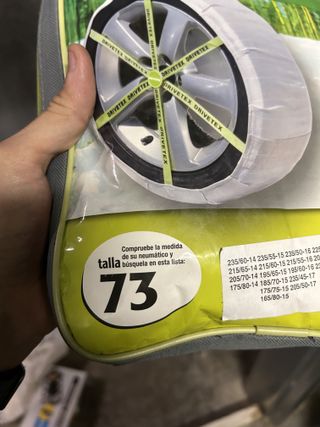 DRIVETEX DRIVETEX
DRIVETEX
DRIVETEX DRIVETEX
DRIVETEX
Compruebe la medida
de su neumático y
talla búsqueda en esta lista:
73
235/60-14 235/55-15 235/50-16
215/65-14 215/60-15 215/55-16
205/70-14 195/65-15 195/60-16
175/80-14 185/70-15 235/45-17
175/75-15 205/50-17
165/80-15